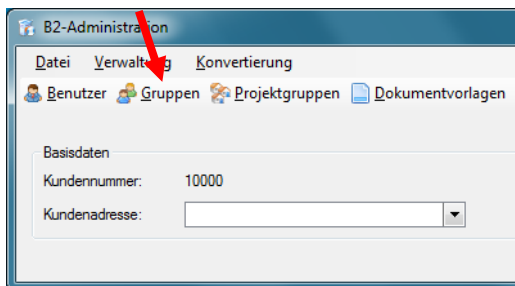 B2-Administration
Datei Verwaltung Konvertierung
Benutzer Gruppen Projektgruppen Dokumentvorlagen
Basisdaten
Kundennummer: 10000
Kundenadresse: